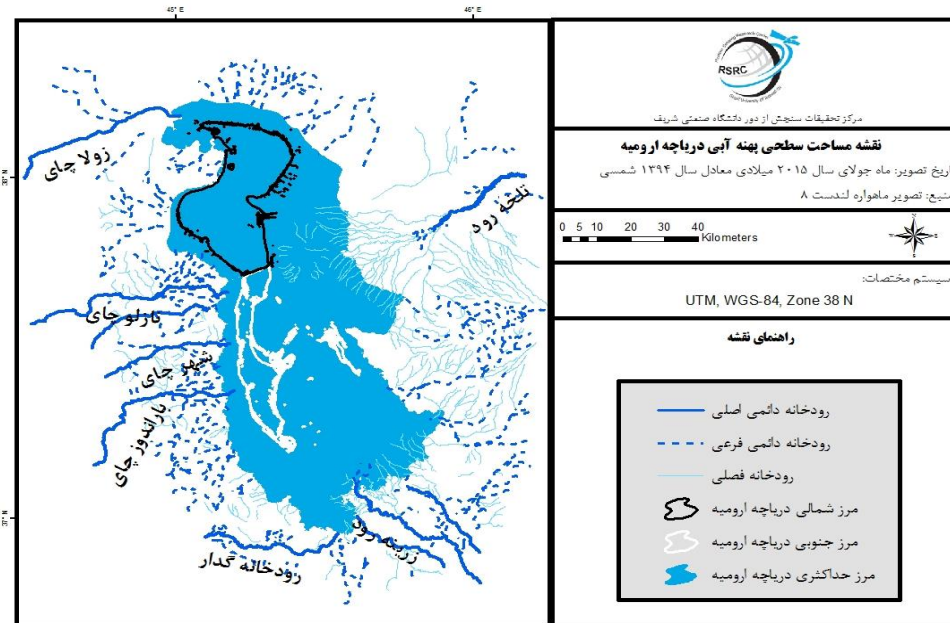 45° E
46° E
38° N
37° N
زولا چای
تلخه رود
نازلو چای
شهر چای
باراندوز چای
زرینه رود
رودخانه گدار
RSRC
مرکز تحقیقات سنجش از دور دانشگاه صنعتی شریف
نقشه مساحت سطحی پهنه آبی دریاچه ارومیه
تاریخ تصویر: ماه جولای سال ۲۰۱۵ میلادی معادل سال ۱۳۹۴ شمسی
منبع: تصویر ماهواره لندست ۸
0 5 10 20 30 40 Kilometers
سیستم مختصات:
UTM, WGS-84, Zone 38 N
راهنمای نقشه
رودخانه دائمی اصلی
رودخانه دائمی فرعی
رودخانه فصلی
مرز شمالی دریاچه ارومیه
مرز جنوبی دریاچه ارومیه
مرز حداکثری دریاچه ارومیه